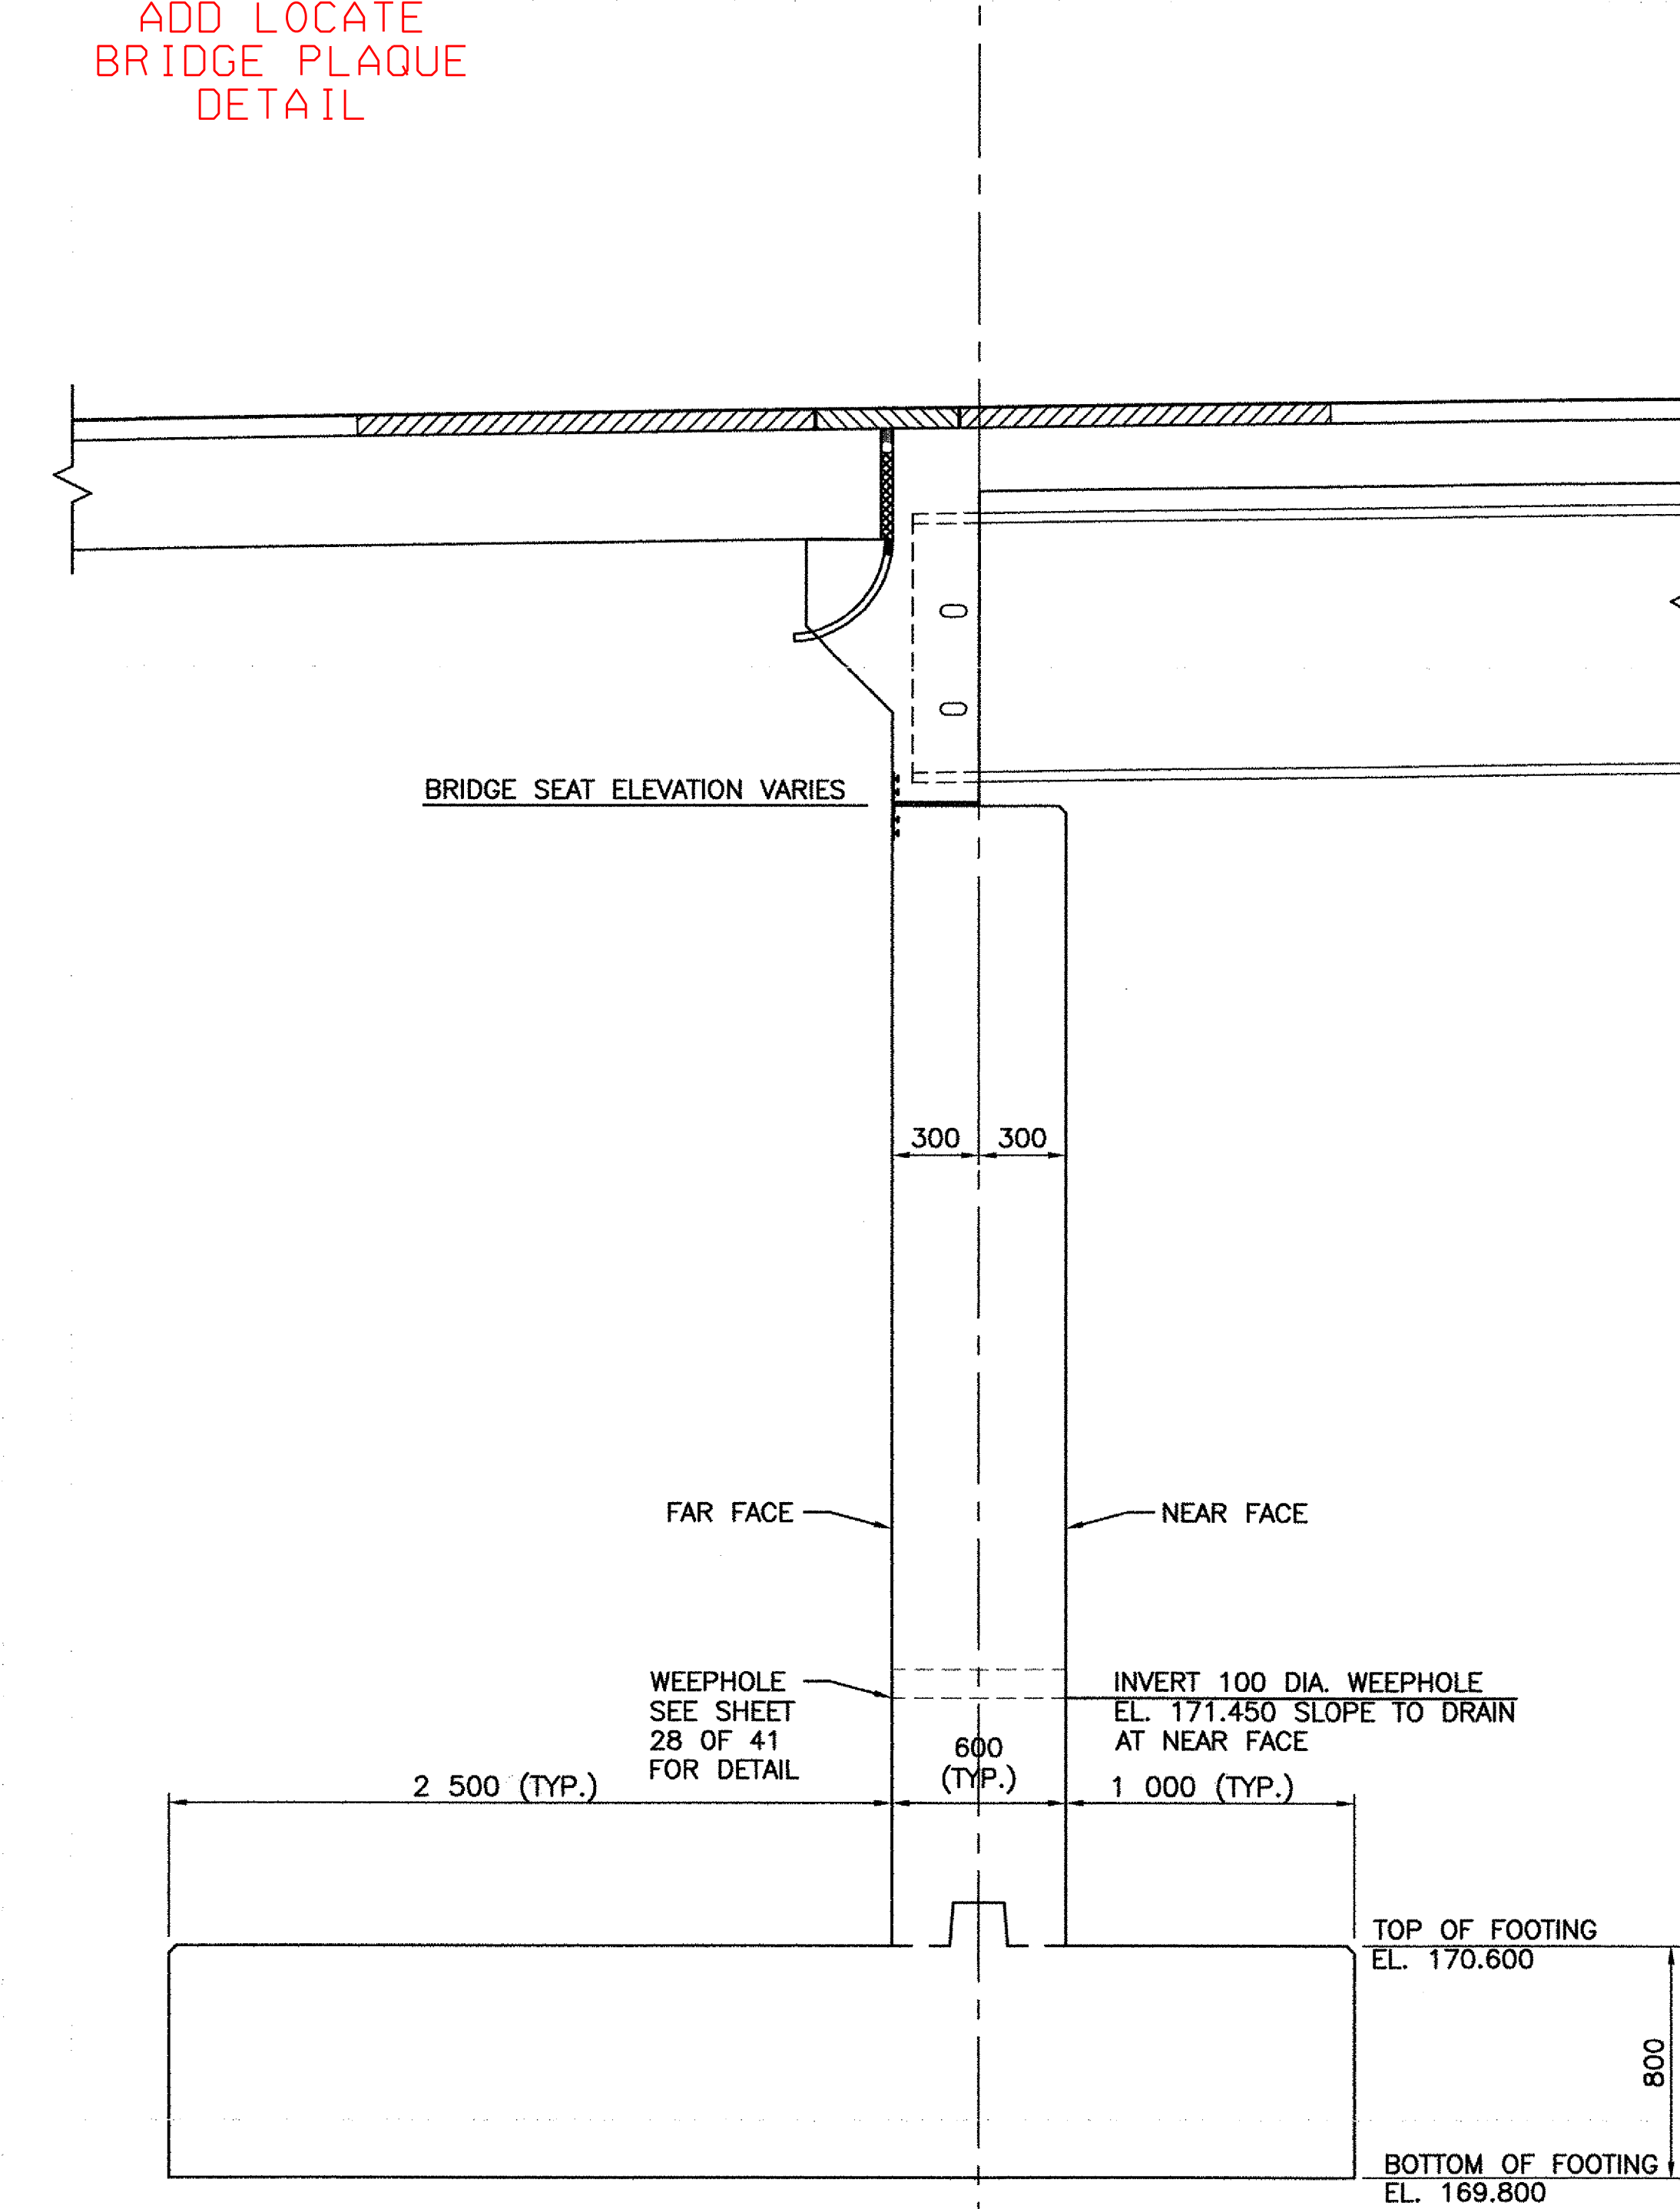 ADD LOCATE
BRIDGE PLAQUE
DETAIL
BRIDGE SEAT ELEVATION VARIES
300
300
FAR FACE
NEAR FACE
WEEPHOLE
SEE SHEET
28 OF 41
FOR DETAIL
INVERT 100 DIA. WEEPHOLE
EL. 171.450 SLOPE TO DRAIN
AT NEAR FACE
2 500 (TYP.)
600
(TYP.)
1 000 (TYP.)
TOP OF FOOTING
EL. 170.600
800
BOTTOM OF FOOTING
EL. 169.800